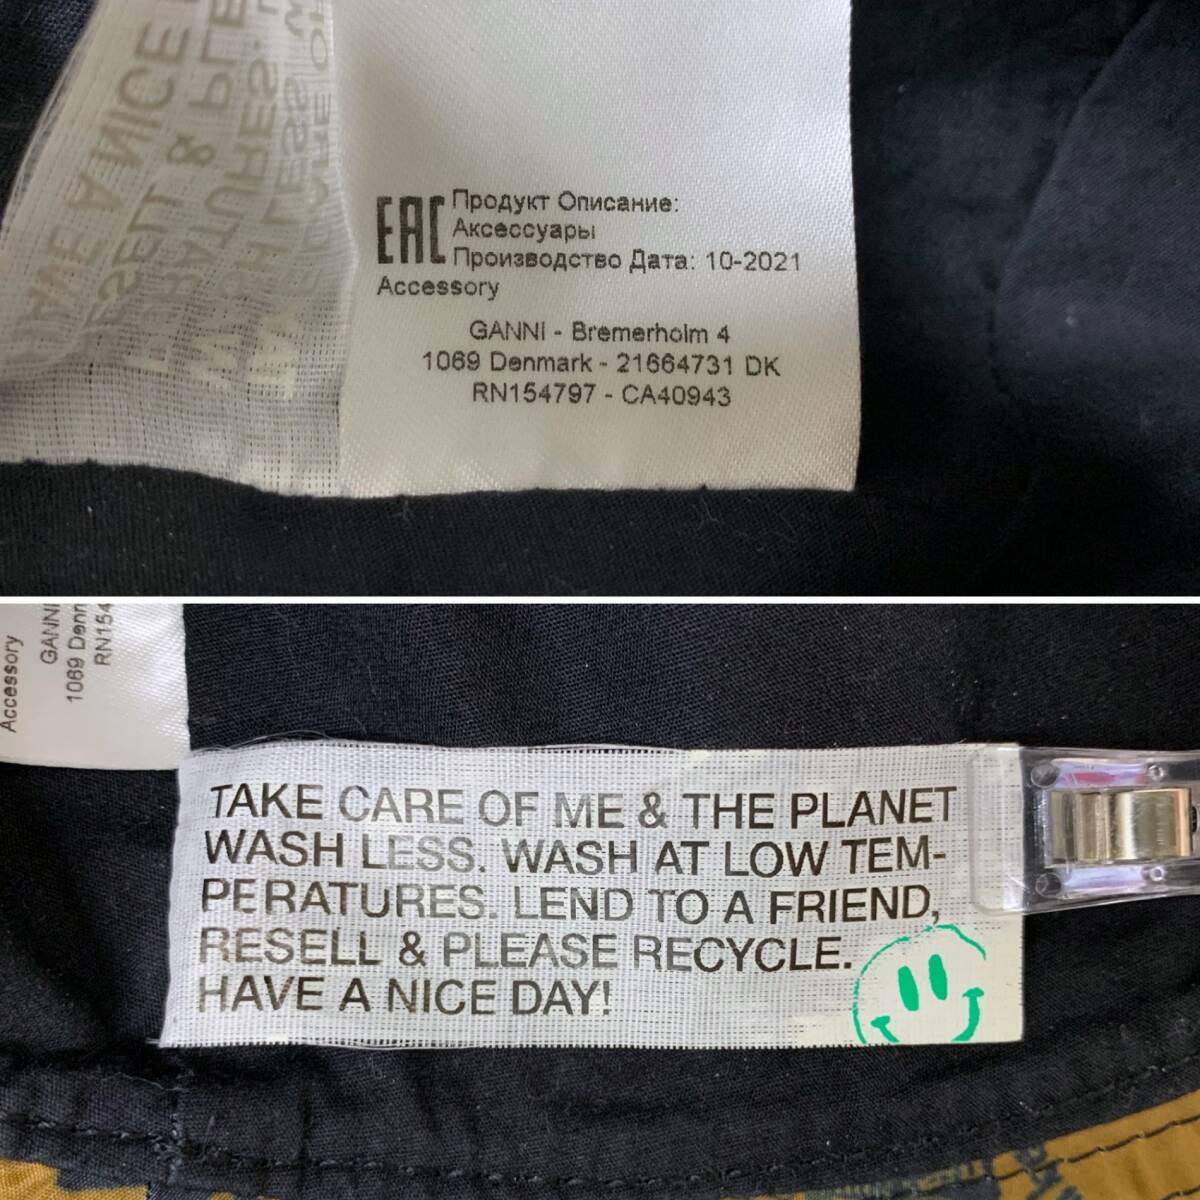 EAC Продукт Описание:
Аксессуары
Производство Дата: 10-2021
Accessory
GANNI - Bremerholm 4
1069 Denmark - 21664731 DK
RN154797 - CA40943
Accessory
GANNI
1069 Denn
RN154
TAKE CARE OF ME & THE PLANET
WASH LESS. WASH AT LOW TEM-
PERATURES. LEND TO A FRIEND,
RESELL & PLEASE RECYCLE.
HAVE A NICE DAY!